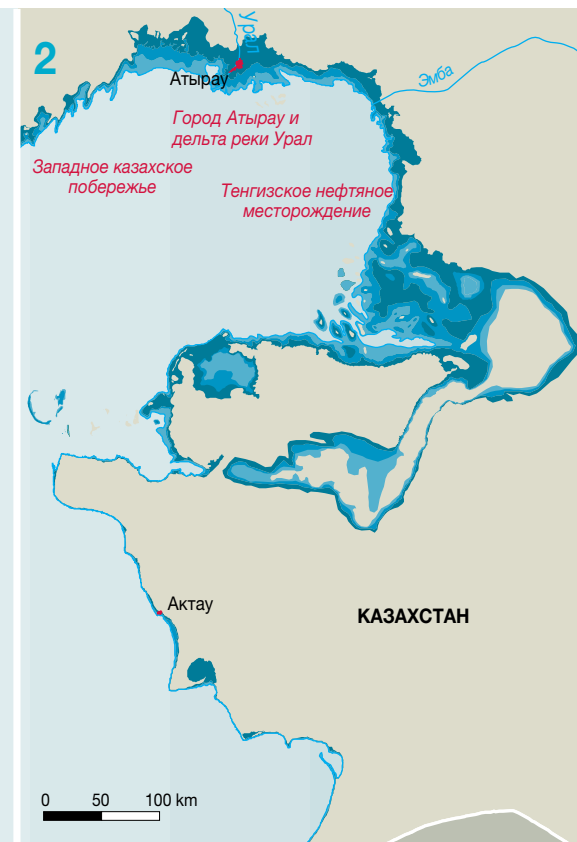 2
Урал
Эмба
Атырау
Город Атырау и
дельта реки Урал
Западное казахское
побережье
Тенгизское нефтяное
месторождение
Актау
КАЗАХСТАН
0 50 100 km